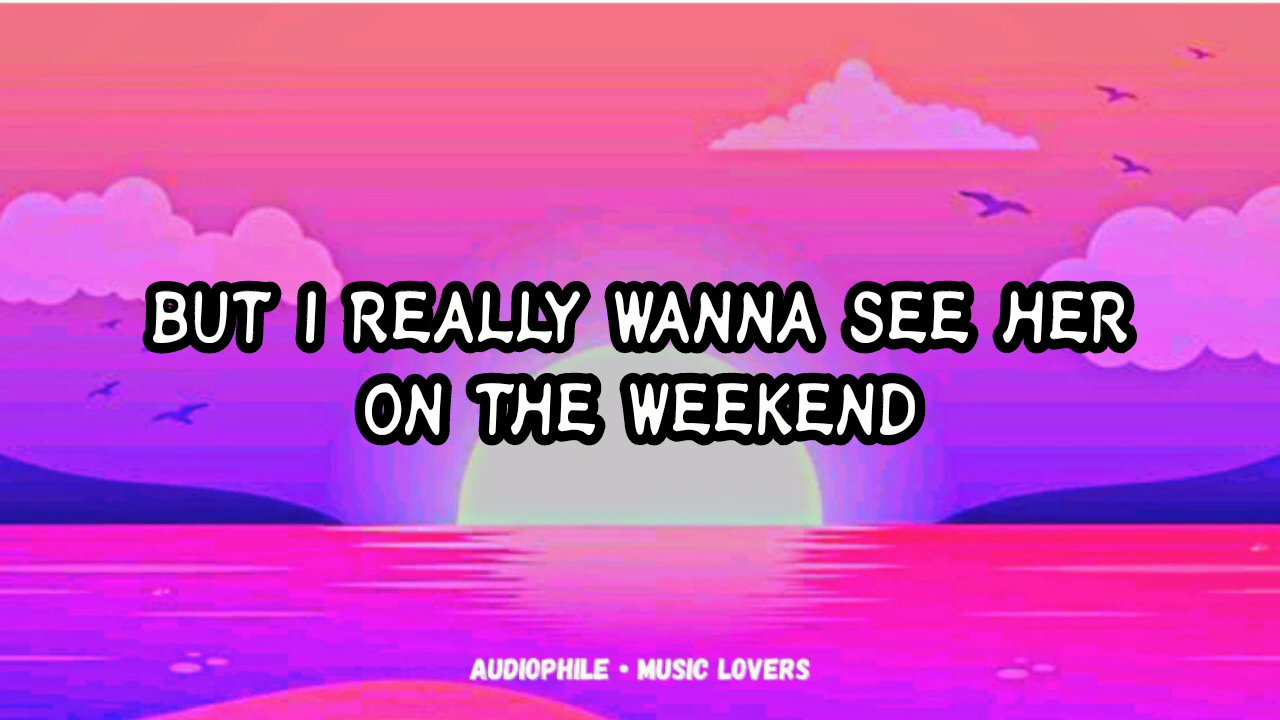 BUT I REALLY WANNA SEE HER
ON THE WEEKEND
AUDIOPHILE • MUSIC LOVERS